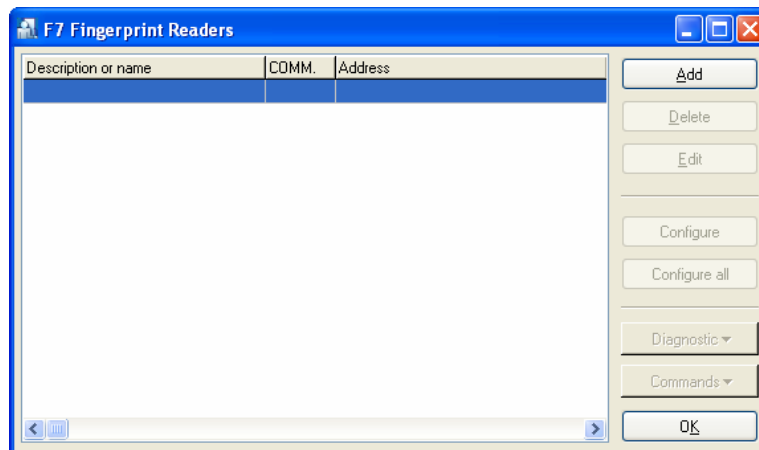 F7 Fingerprint Readers
Description or name COMM. Address
Add
Delete
Edit
Configure
Configure all
Diagnostic
Commands
OK